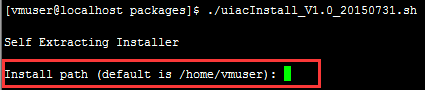 [vmuser@localhost packages]$ ./uiacInstall_V1.0_20150731.sh
Self Extracting Installer
Install path (default is /home/vmuser):